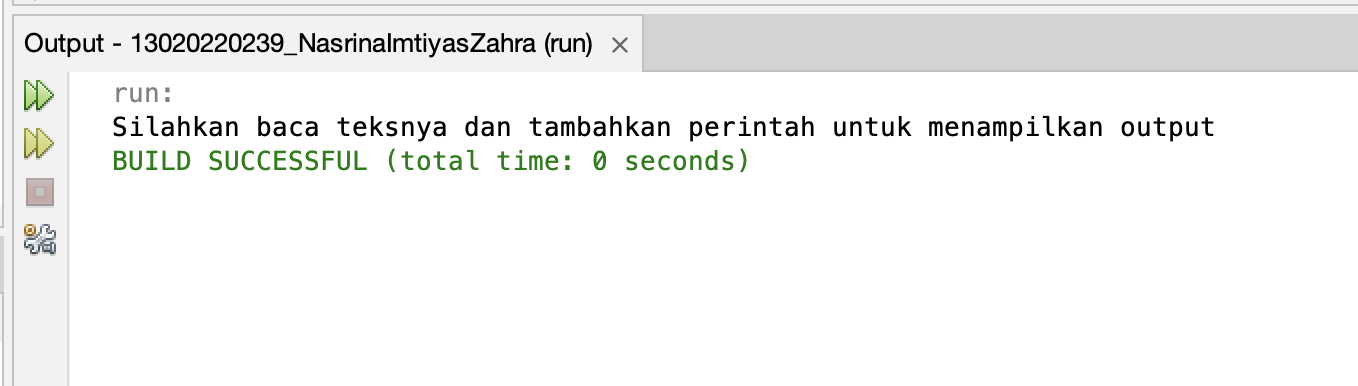 Output - 13020220239_NasrinaImtiyasZahra (run)
run:
Silahkan baca teksnya dan tambahkan perintah untuk menampilkan output
BUILD SUCCESSFUL (total time: 0 seconds)